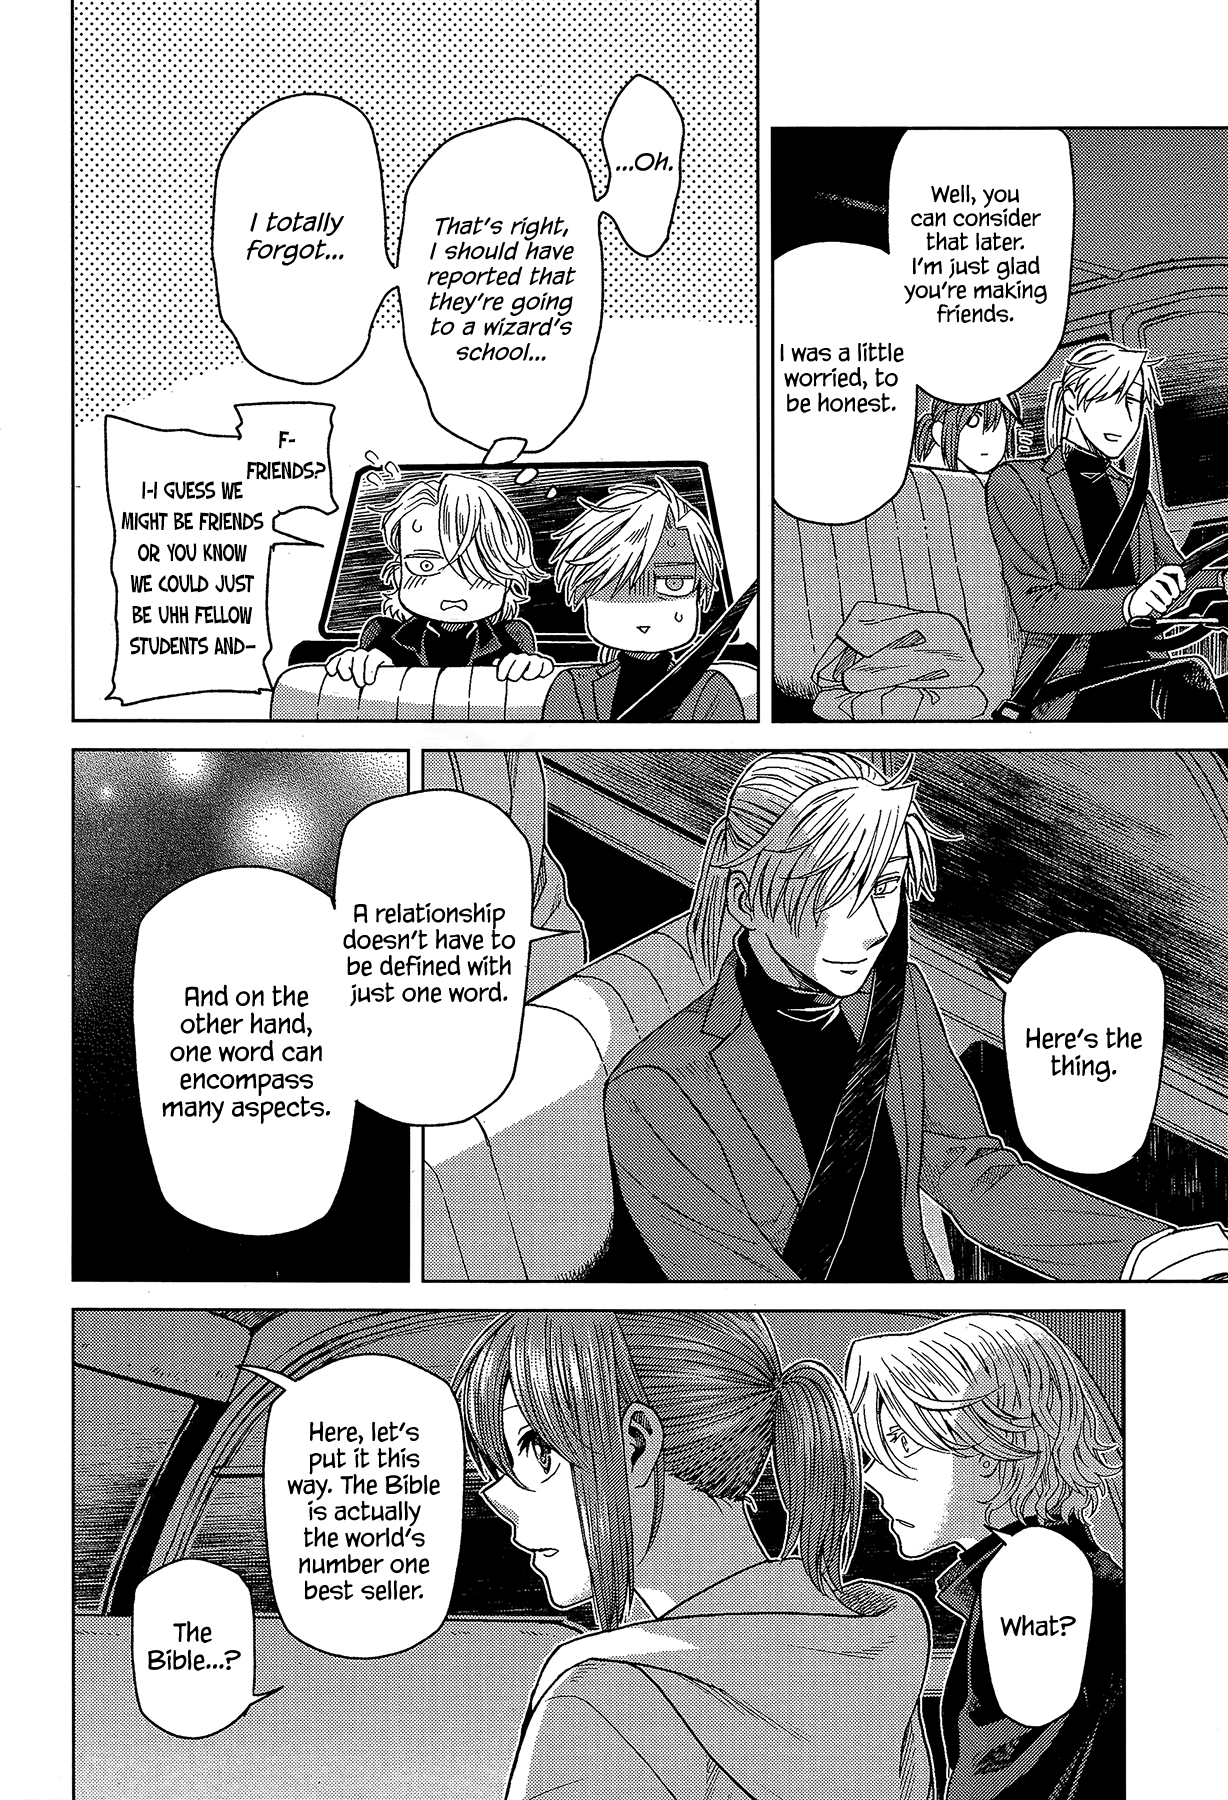 Well, you
can consider
that later.
I'm just glad
you're making
friends.
I was a little
worried, to
be honest.
...Oh.
That's right,
I should have
reported that
they're going
to a wizard's
school...
I totally
forgot...
F-
FRIENDS?
I-I GUESS WE
MIGHT BE FRIENDS
OR YOU KNOW
WE COULD JUST
BE UHH FELLOW
STUDENTS AND-
Here's the
thing.
A relationship
doesn't have to
be defined with
just one word.
And on the
other hand,
one word can
encompass
many aspects.
What?
Here, let's
put it this
way. The Bible
is actually
the world's
number one
best seller.
The
Bible...?